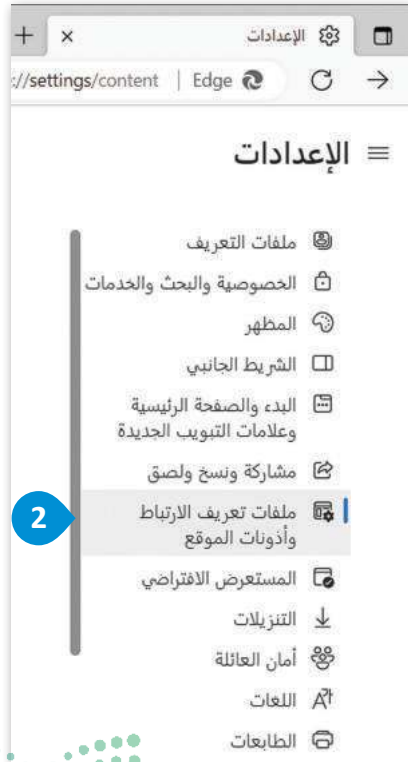 الإعدادات
://settings/content | Edge
الإعدادات
ملفات التعريف
الخصوصية والبحث والخدمات
المظهر
الشريط الجانبي
البدء والصفحة الرئيسية
وعلامات التبويب الجديدة
مشاركة ونسخ ولصق
ملفات تعريف الارتباط
وأذونات الموقع
2
المستعرض الافتراضي
التنزيلات
أمان العائلة
اللغات
الطابعات